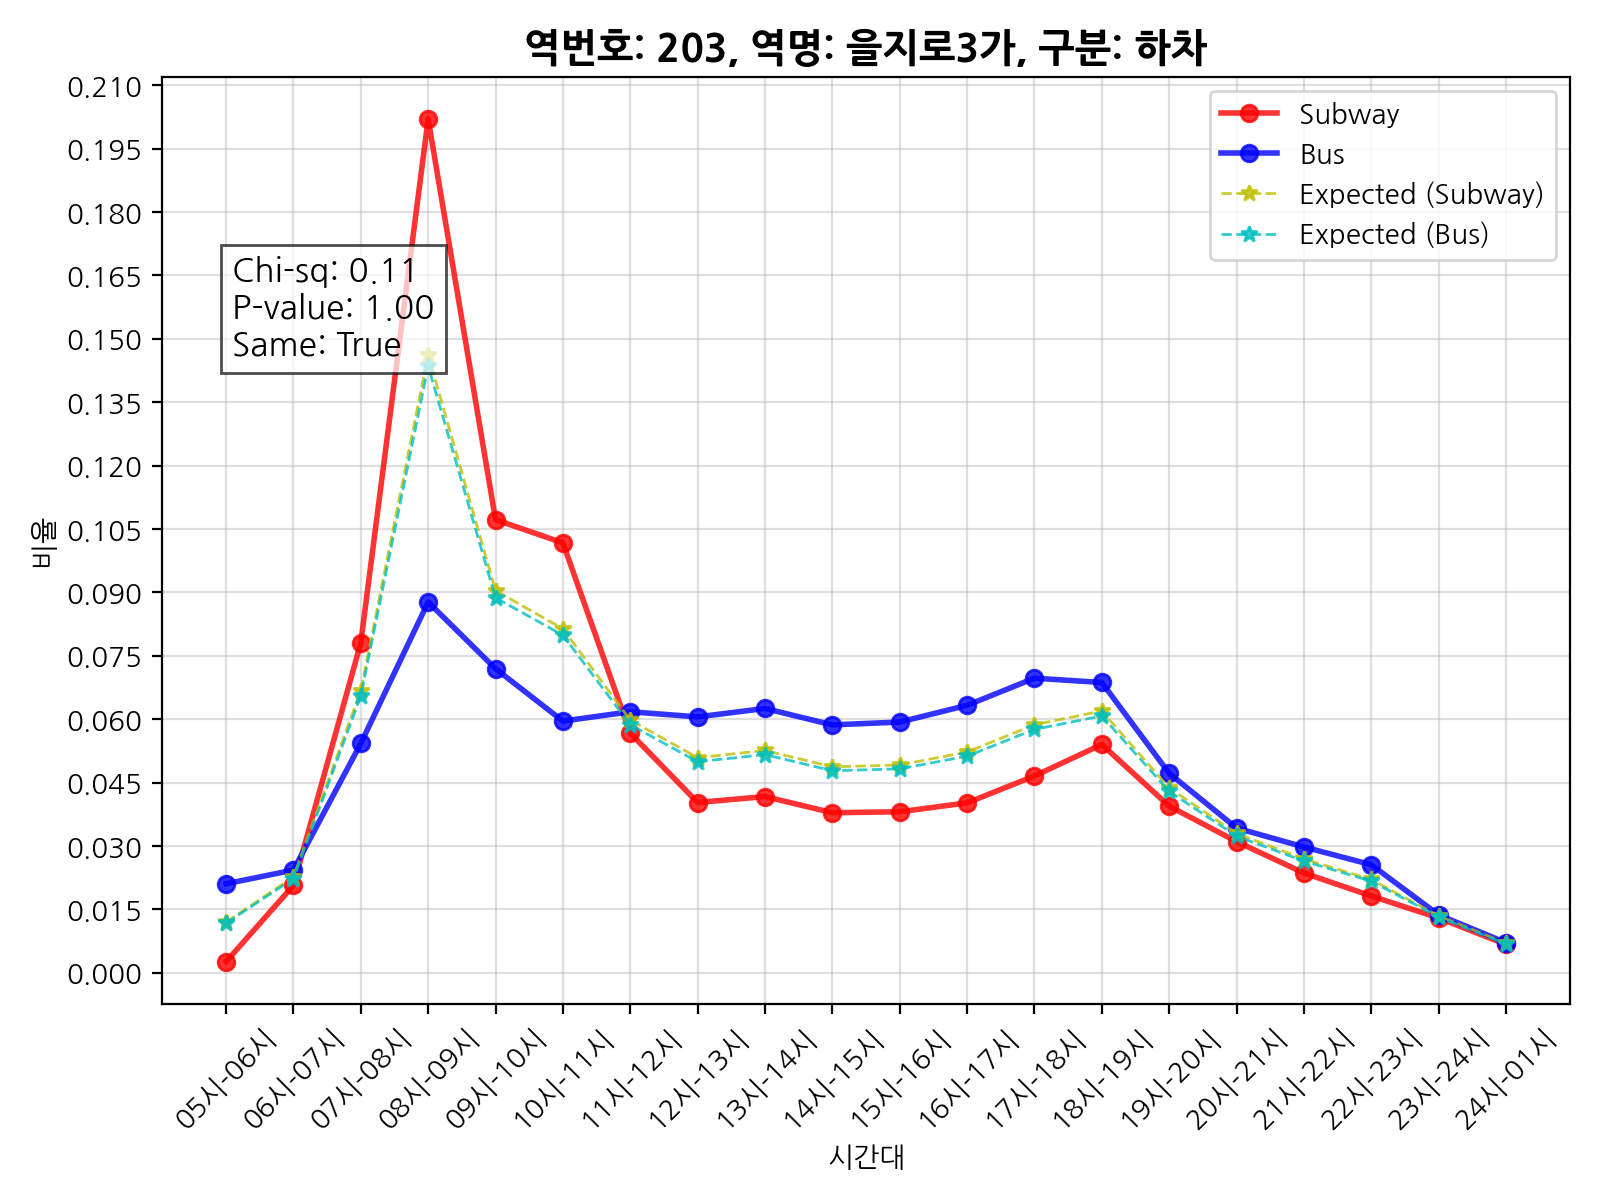 역번호: 203, 역명: 을지로3가, 구분: 하차
0.210
0.195
0.180
0.165
0.150
0.135
0.120
0.105
0.090
0.075
0.060
0.045
0.030
0.015
0.000
비율
Subway
Bus
Expected (Subway)
Expected (Bus)
Chi-sq: 0.11
P-value: 1.00
Same: True
05시-06시
06시-07시
07시-08시
08시-09시
09시-10시
10시-11시
11시-12시
12시-13시
13시-14시
14시-15시
15시-16시
16시-17시
17시-18시
18시-19시
19시-20시
20시-21시
21시-22시
22시-23시
23시-24시
24시-01시
시간대